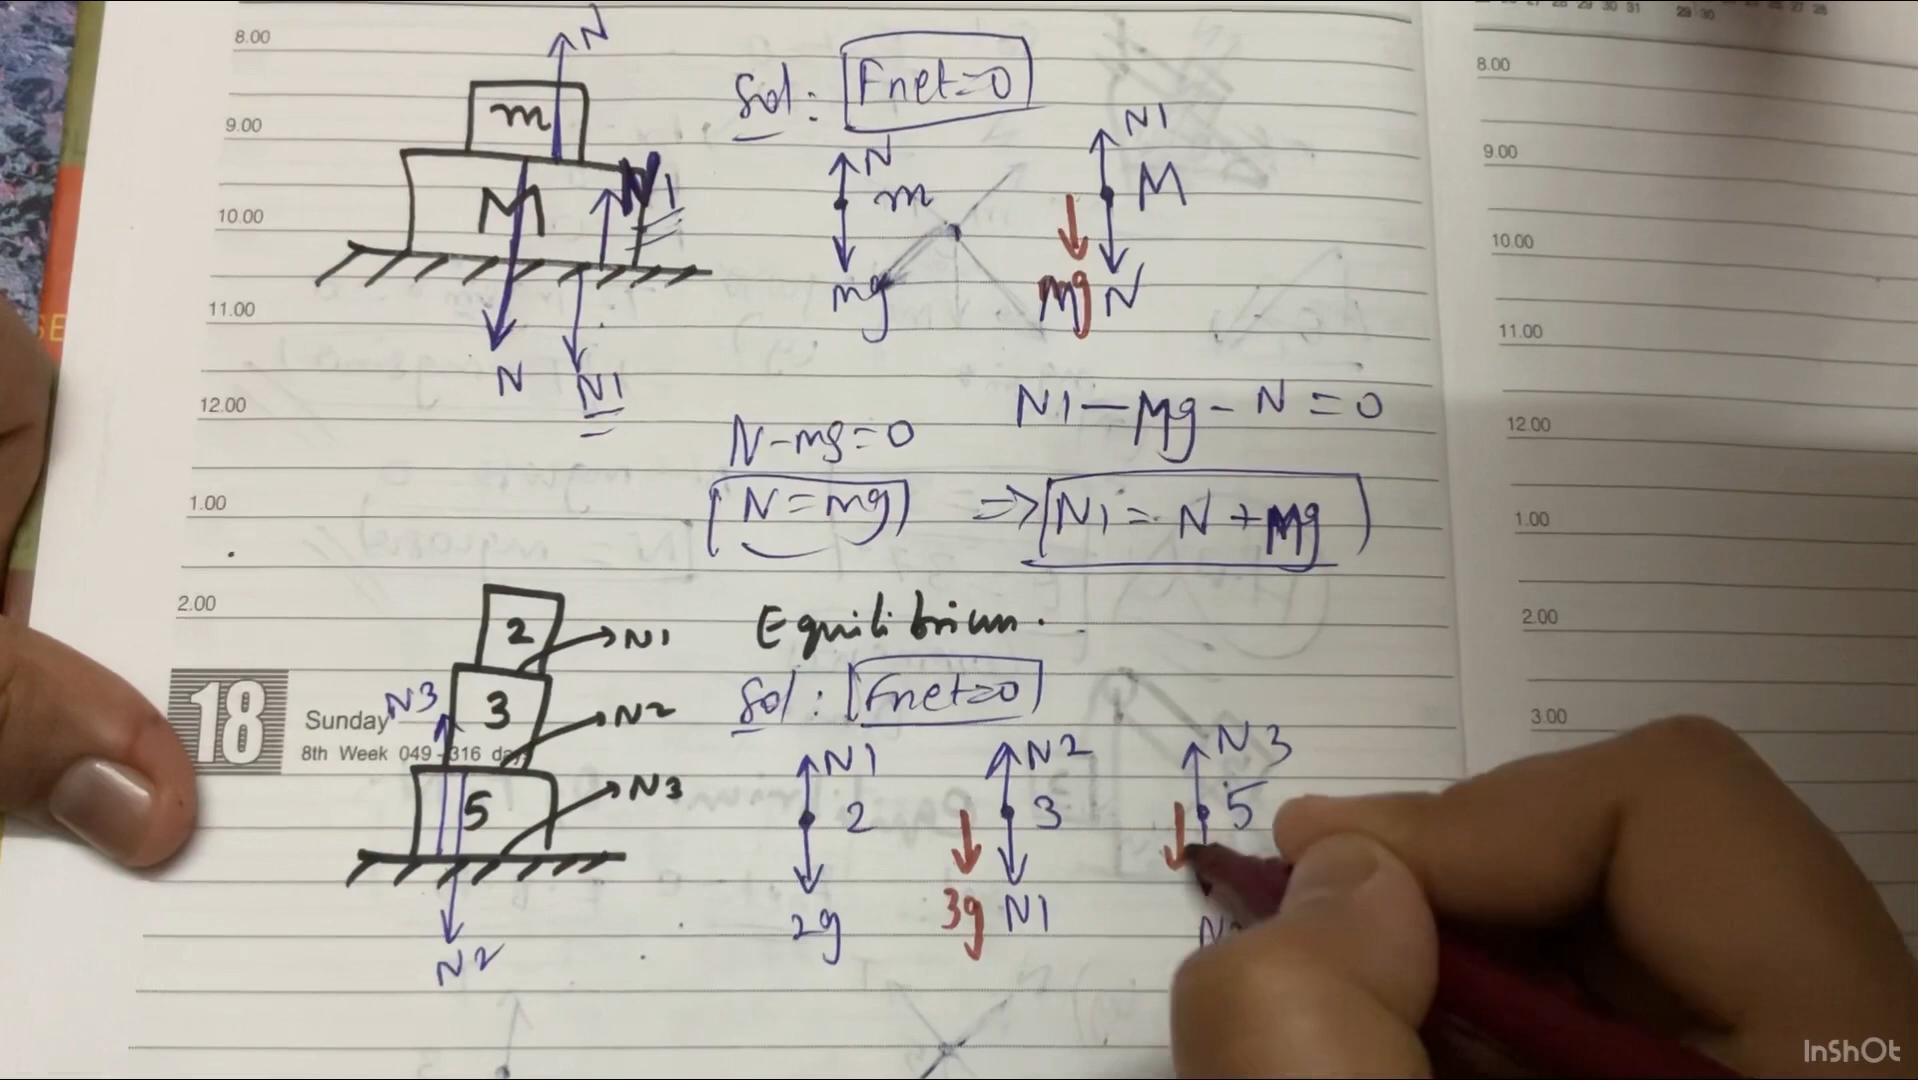 8.00
9.00
10.00
11.00
12.00
1.00
2.00
N
m
M
N1
N
N1
Sol : Fnet=0
N
m
mg
N1
M
mg N
N-mg=0
N=mg
N1-Mg-N=0
=> N1=N+Mg
2
3
5
N1
N2
N3
N3
N2
Equilibrium.
Sol : Fnet=0
N1
2
2g
N2
3
3g N1
N3
5
18
Sunday
8th Week 049-316
8.00
9.00
10.00
11.00
12.00
1.00
2.00
3.00
InShOt